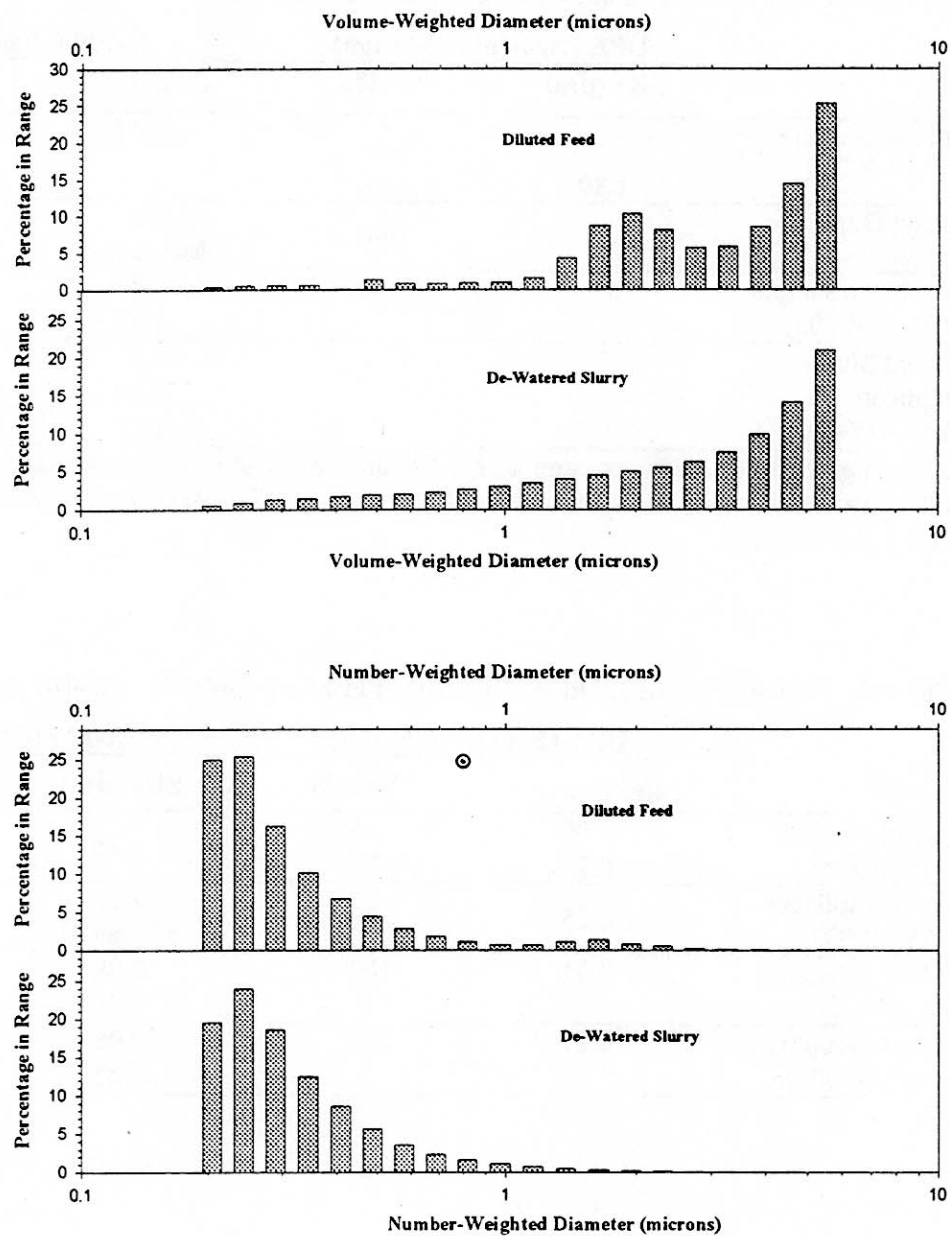 Volume-Weighted Diameter (microns)
0.1 1 10
Percentage in Range
30
25
20
15
10
5
0
Diluted Feed
Percentage in Range
25
20
15
10
5
0
De-Watered Slurry
0.1 1 10
Volume-Weighted Diameter (microns)
Number-Weighted Diameter (microns)
0.1 1 10
Percentage in Range
25
20
15
10
5
0
Diluted Feed
Percentage in Range
25
20
15
10
5
0
De-Watered Slurry
0.1 1 10
Number-Weighted Diameter (microns)